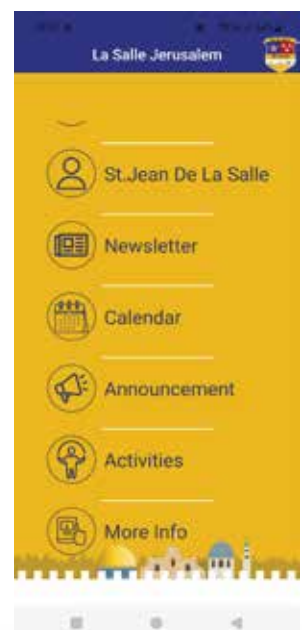 La Salle Jerusalem
St.Jean De La Salle
Newsletter
Calendar
Announcement
Activities
More Info